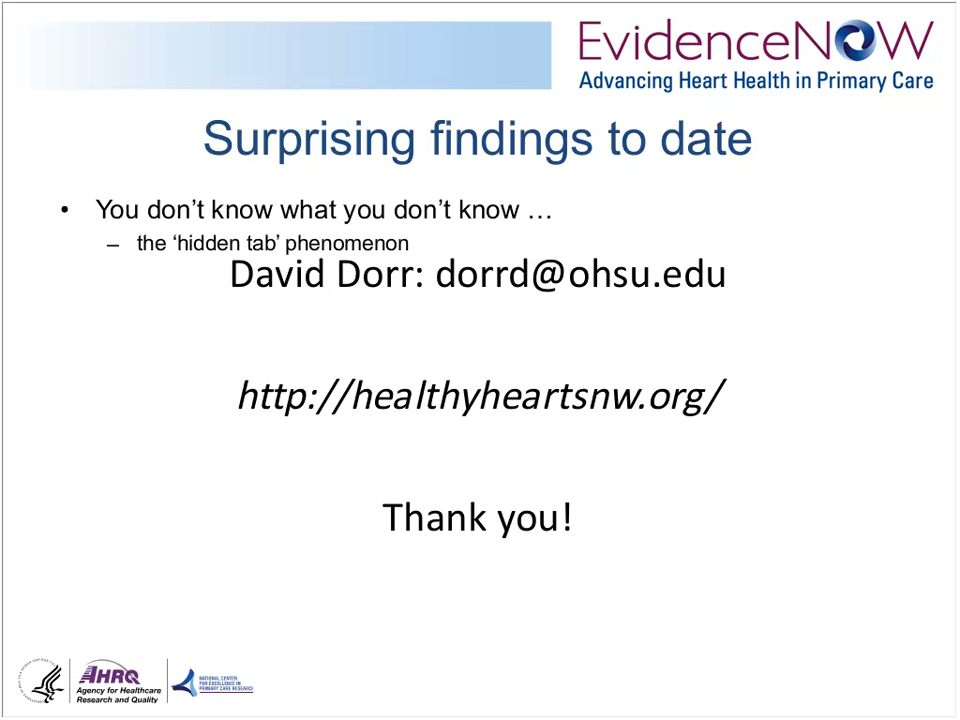 EvidenceNOW
Advancing Heart Health in Primary Care
Surprising findings to date
• You don’t know what you don’t know …
– the ‘hidden tab’ phenomenon
David Dorr: dorrd@ohsu.edu
http://healthyheartsnw.org/
Thank you!
AHRQ
Agency for Healthcare
Research and Quality
NATIONAL CENTER
FOR EXCELLENCE IN
PRIMARY CARE RESEARCH